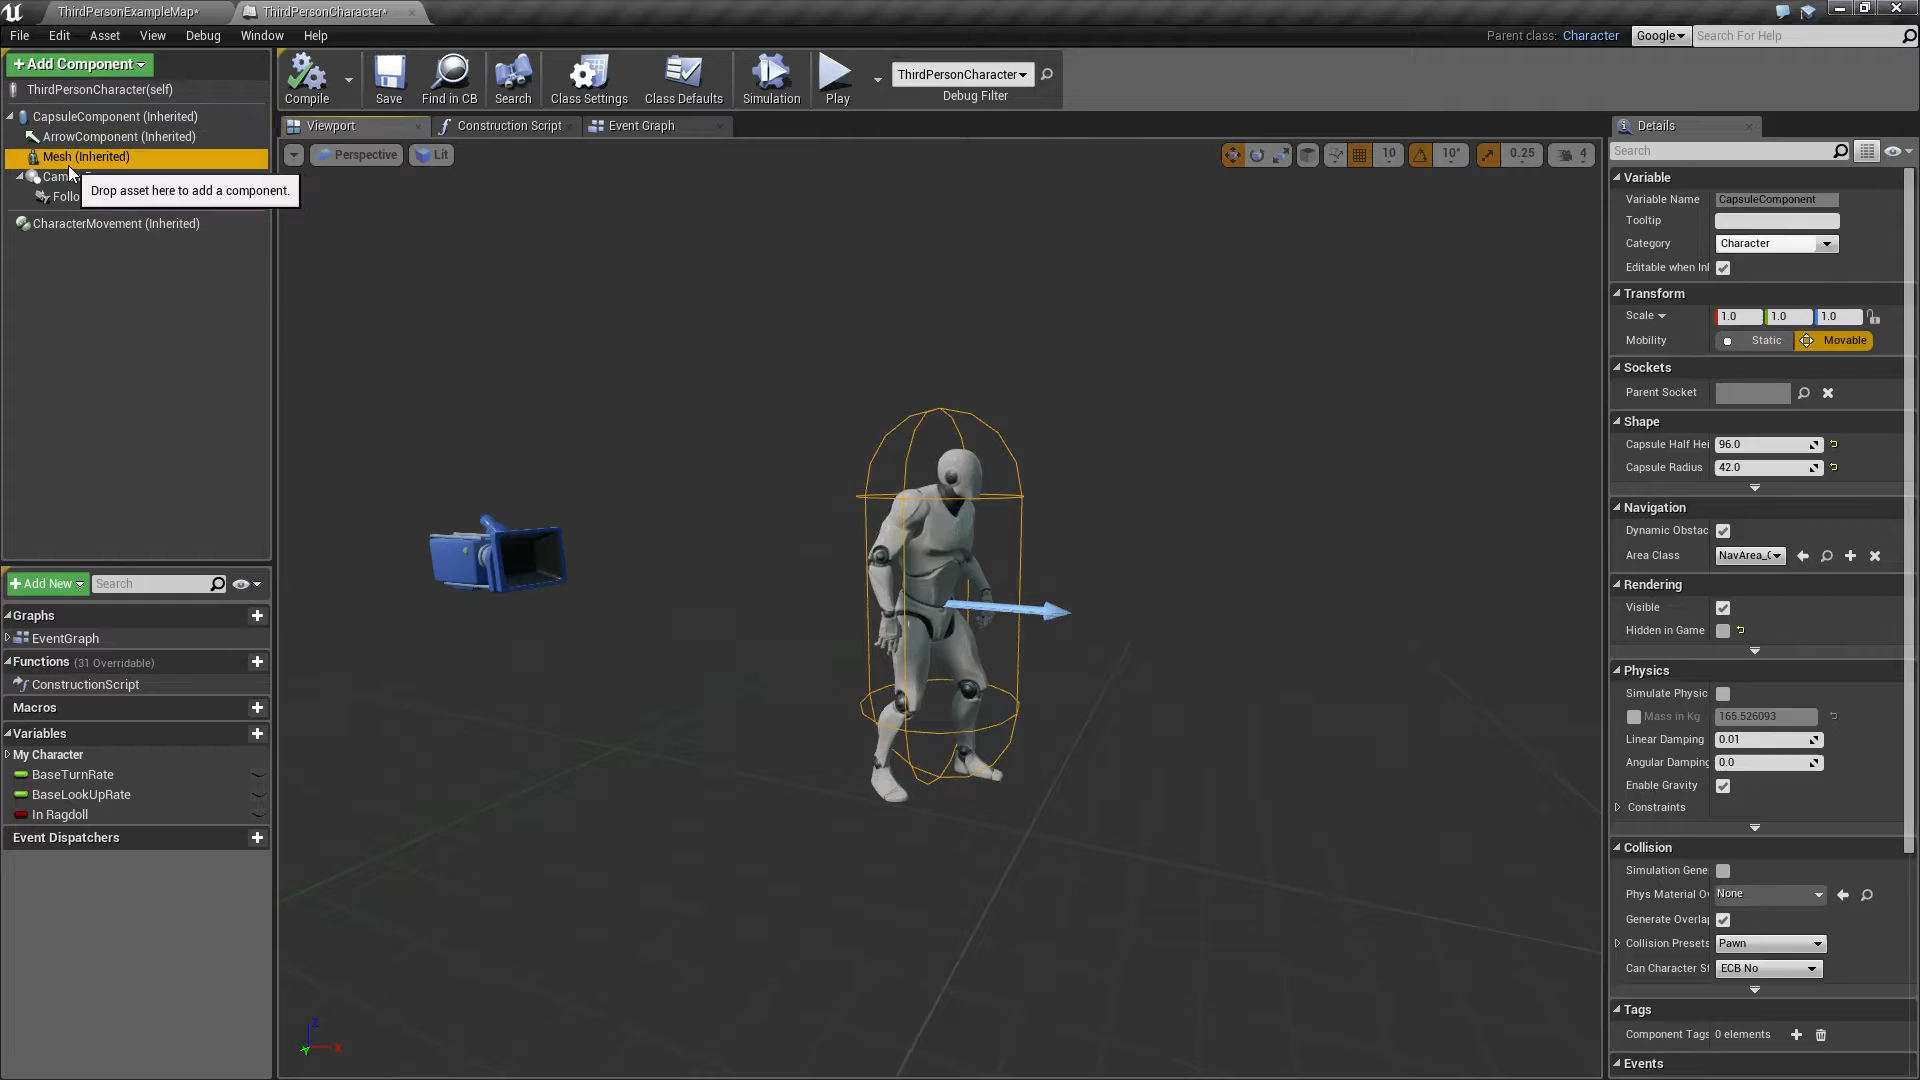 ThirdPersonExampleMap*
ThirdPersonCharacter*
File Edit Asset View Debug Window Help
Parent class: Character
Google
Search For Help
Add Component
ThirdPersonCharacter(self)
CapsuleComponent (Inherited)
ArrowComponent (Inherited)
Mesh (Inherited)
Drop asset here to add a component.
Follo
CharacterMovement (Inherited)
Compile
Save
Find in CB
Search
Class Settings
Class Defaults
Simulation
Play
ThirdPersonCharacter
Debug Filter
Viewport
Construction Script
Event Graph
Perspective
Lit
10
10°
0.25
4
Add New
Search
Graphs
EventGraph
Functions (31 Overridable)
ConstructionScript
Macros
Variables
My Character
BaseTurnRate
BaseLookUpRate
In Ragdoll
Event Dispatchers
Z
X
Y
Details
Search
Variable
Variable Name CapsuleComponent
Tooltip
Category Character
Editable when Inl
Transform
Scale 1.0 1.0 1.0
Mobility Static Movable
Sockets
Parent Socket
Shape
Capsule Half Hei 96.0
Capsule Radius 42.0
Navigation
Dynamic Obstac
Area Class NavArea_
Rendering
Visible
Hidden in Game
Physics
Simulate Physic
Mass in Kg 165.526093
Linear Damping 0.01
Angular Damping 0.0
Enable Gravity
Constraints
Collision
Simulation Gene
Phys Material O None
Generate Overla
Collision Presets Pawn
Can Character S ECB No
Tags
Component Tags 0 elements
Events